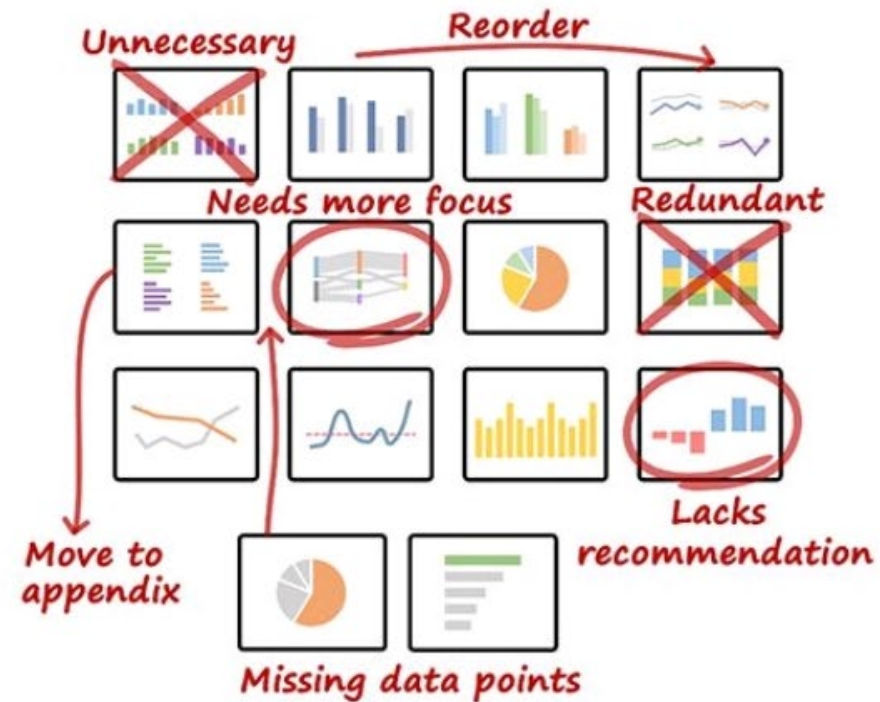 Unnecessary
Reorder
Needs more focus
Redundant
Move to
appendix
Lacks
recommendation
Missing data points